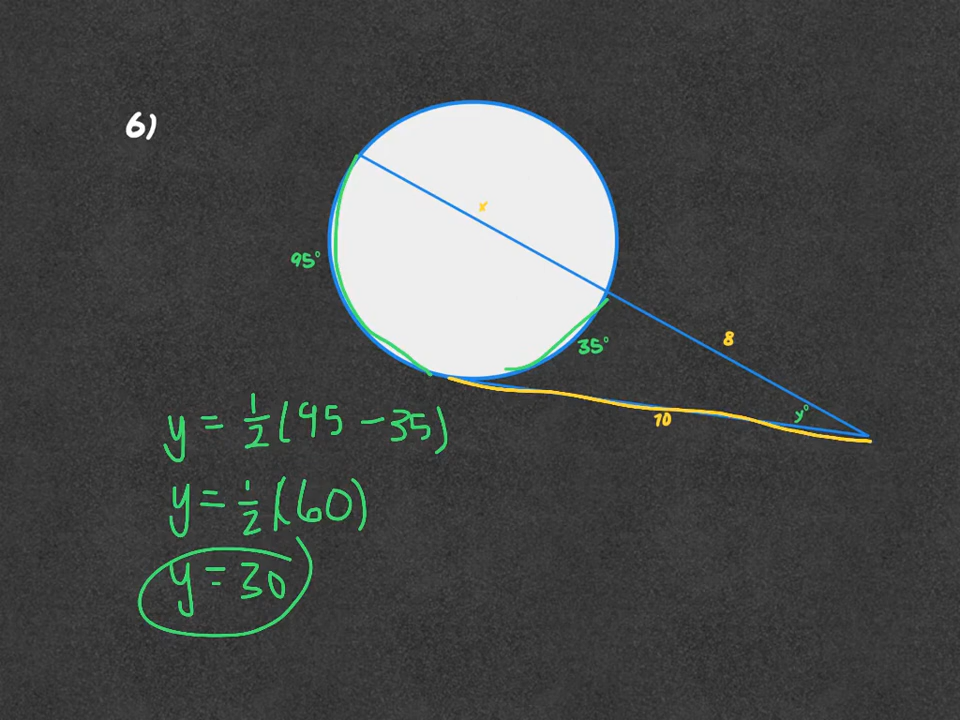 6)
x
95°
8
35°
y°
10
y = 1/2 (95 - 35)
y = 1/2 (60)
y = 30